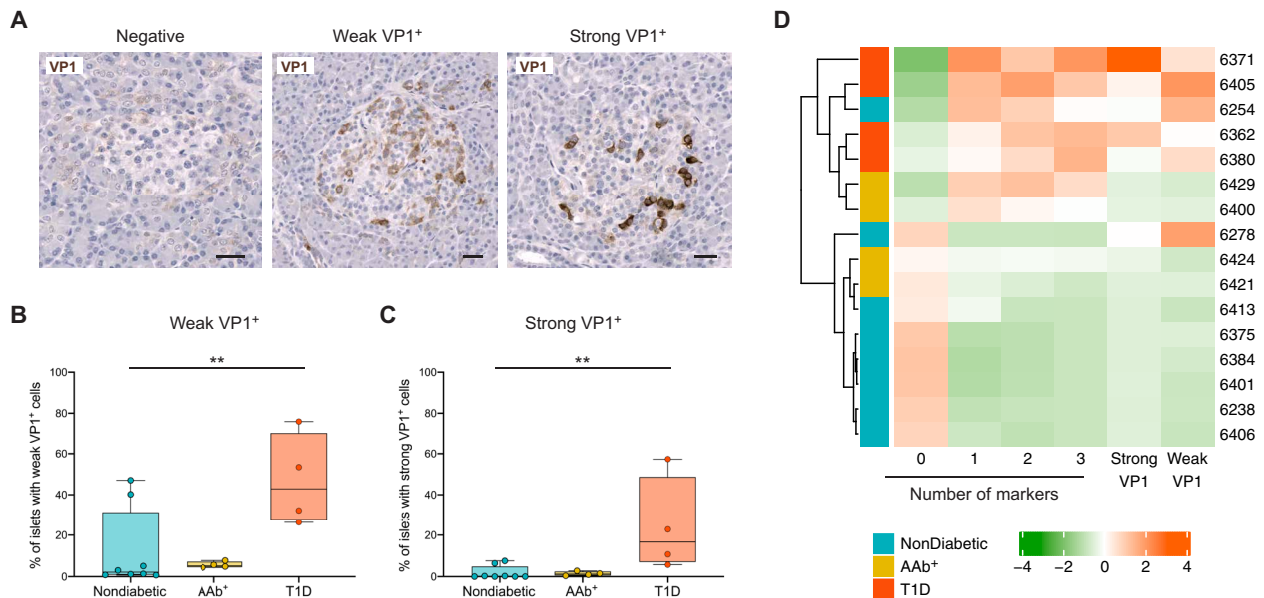 A
Negative
Weak VP1+
Strong VP1+
VP1
VP1
VP1
B
Weak VP1+
**
% of islets with weak VP1+ cells
100
80
60
40
20
0
Nondiabetic
AAb+
T1D
C
Strong VP1+
**
% of islets with strong VP1+ cells
100
80
60
40
20
0
Nondiabetic
AAb+
T1D
D
6371
6405
6254
6362
6380
6429
6400
6278
6424
6421
6413
6375
6384
6401
6238
6406
0 1 2 3 Strong VP1 Weak VP1
Number of markers
NonDiabetic
AAb+
T1D
−4 −2 0 2 4